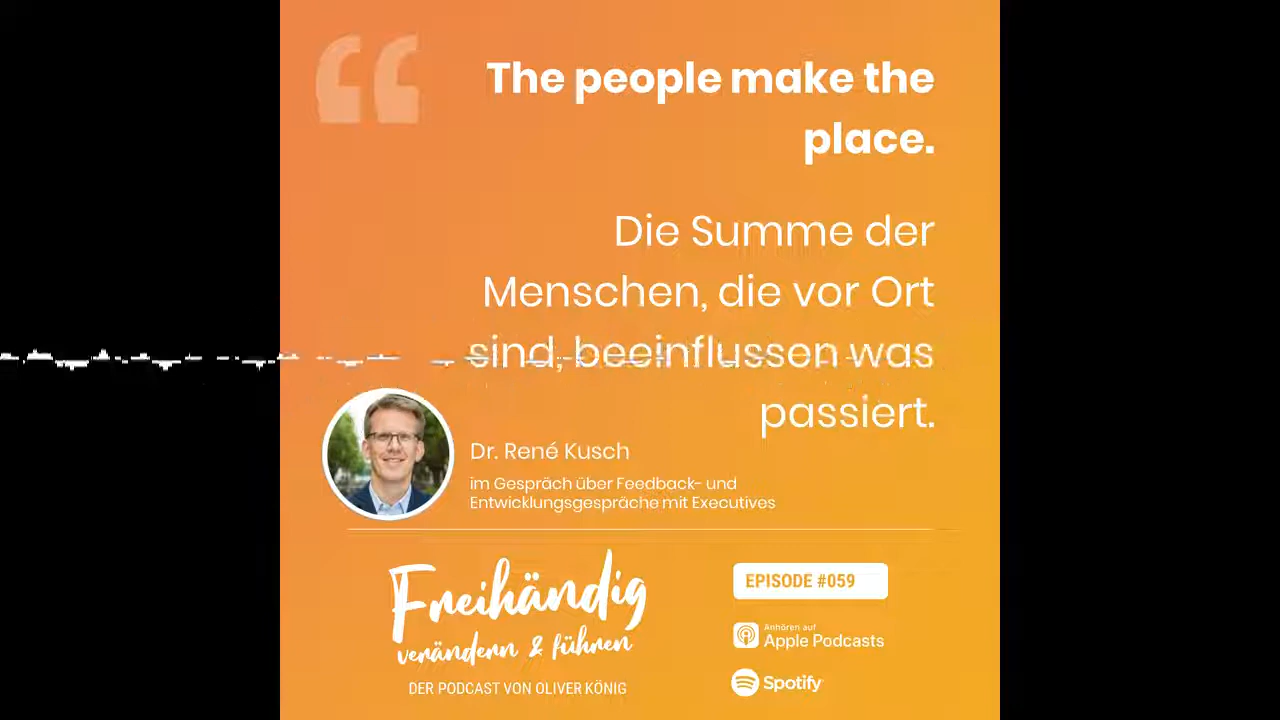 The people make the
place.
Die Summe der
Menschen, die vor Ort
sind, beeinflussen was
passiert.
Dr. René Kusch
im Gespräch über Feedback- und
Entwicklungsgespräche mit Executives
Freihändig
verändern & führen
DER PODCAST VON OLIVER KÖNIG
EPISODE #059
Anhören auf
Apple Podcasts
Spotify